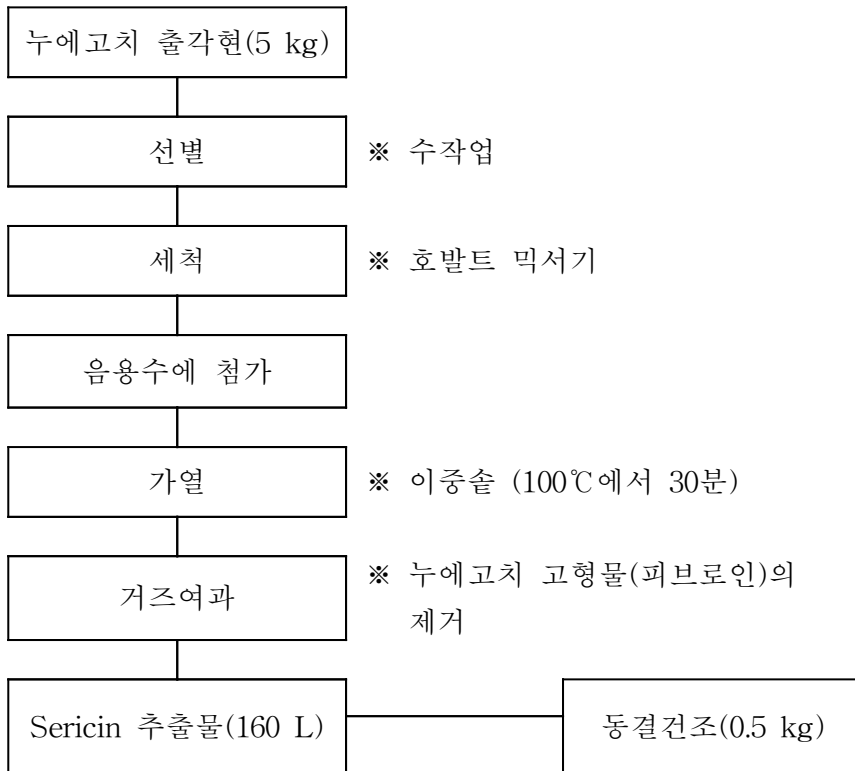 누에고치 출각현(5 kg)
선별
※ 수작업
세척
※ 호발트 믹서기
음용수에 첨가
가열
※ 이중솥 (100℃에서 30분)
거즈여과
※ 누에고치 고형물(피브로인)의
제거
Sericin 추출물(160 L)
동결건조(0.5 kg)